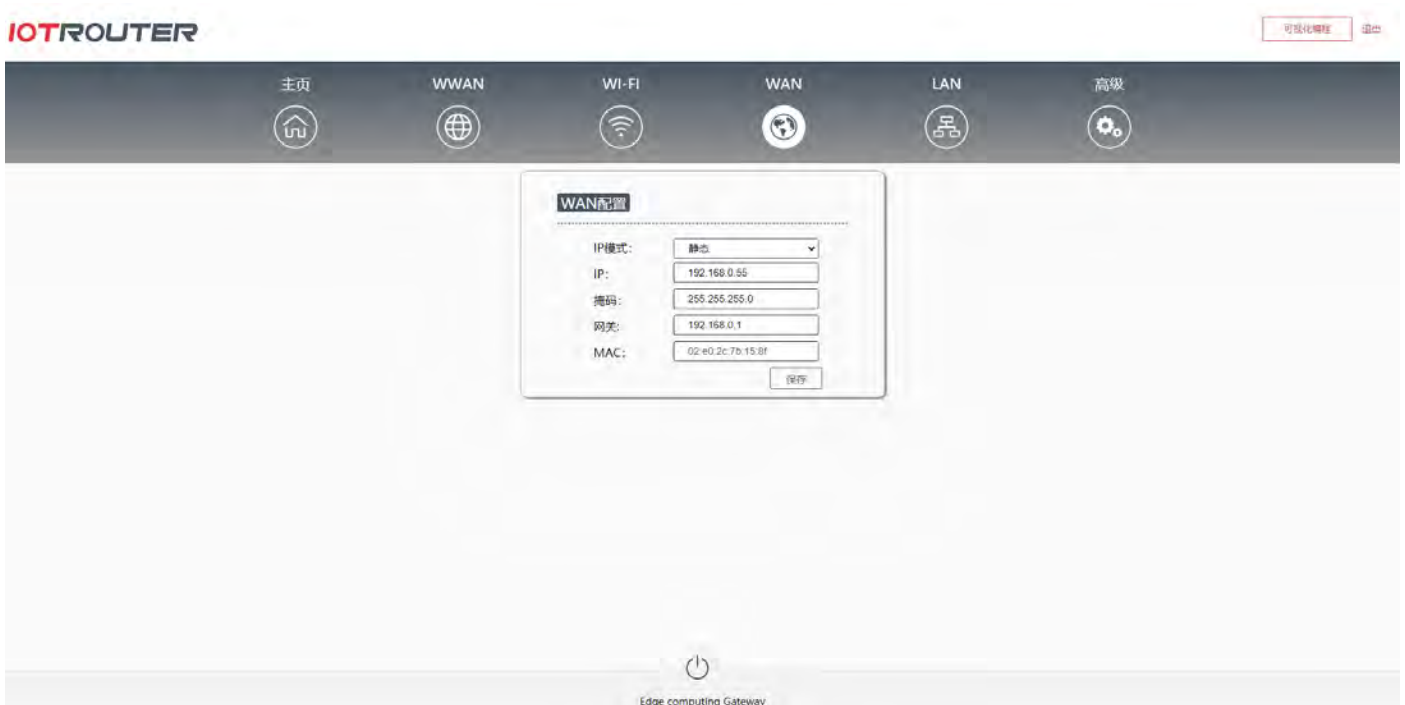 IOTROUTER
可视化编程 退出
主页 WWAN WI-FI WAN LAN 高级
WAN配置
IP模式: 静态
IP: 192.168.0.55
掩码: 255.255.255.0
网关: 192.168.0.1
MAC: 02:e0:2c:7b:15:8f
保存
Edge computing Gateway